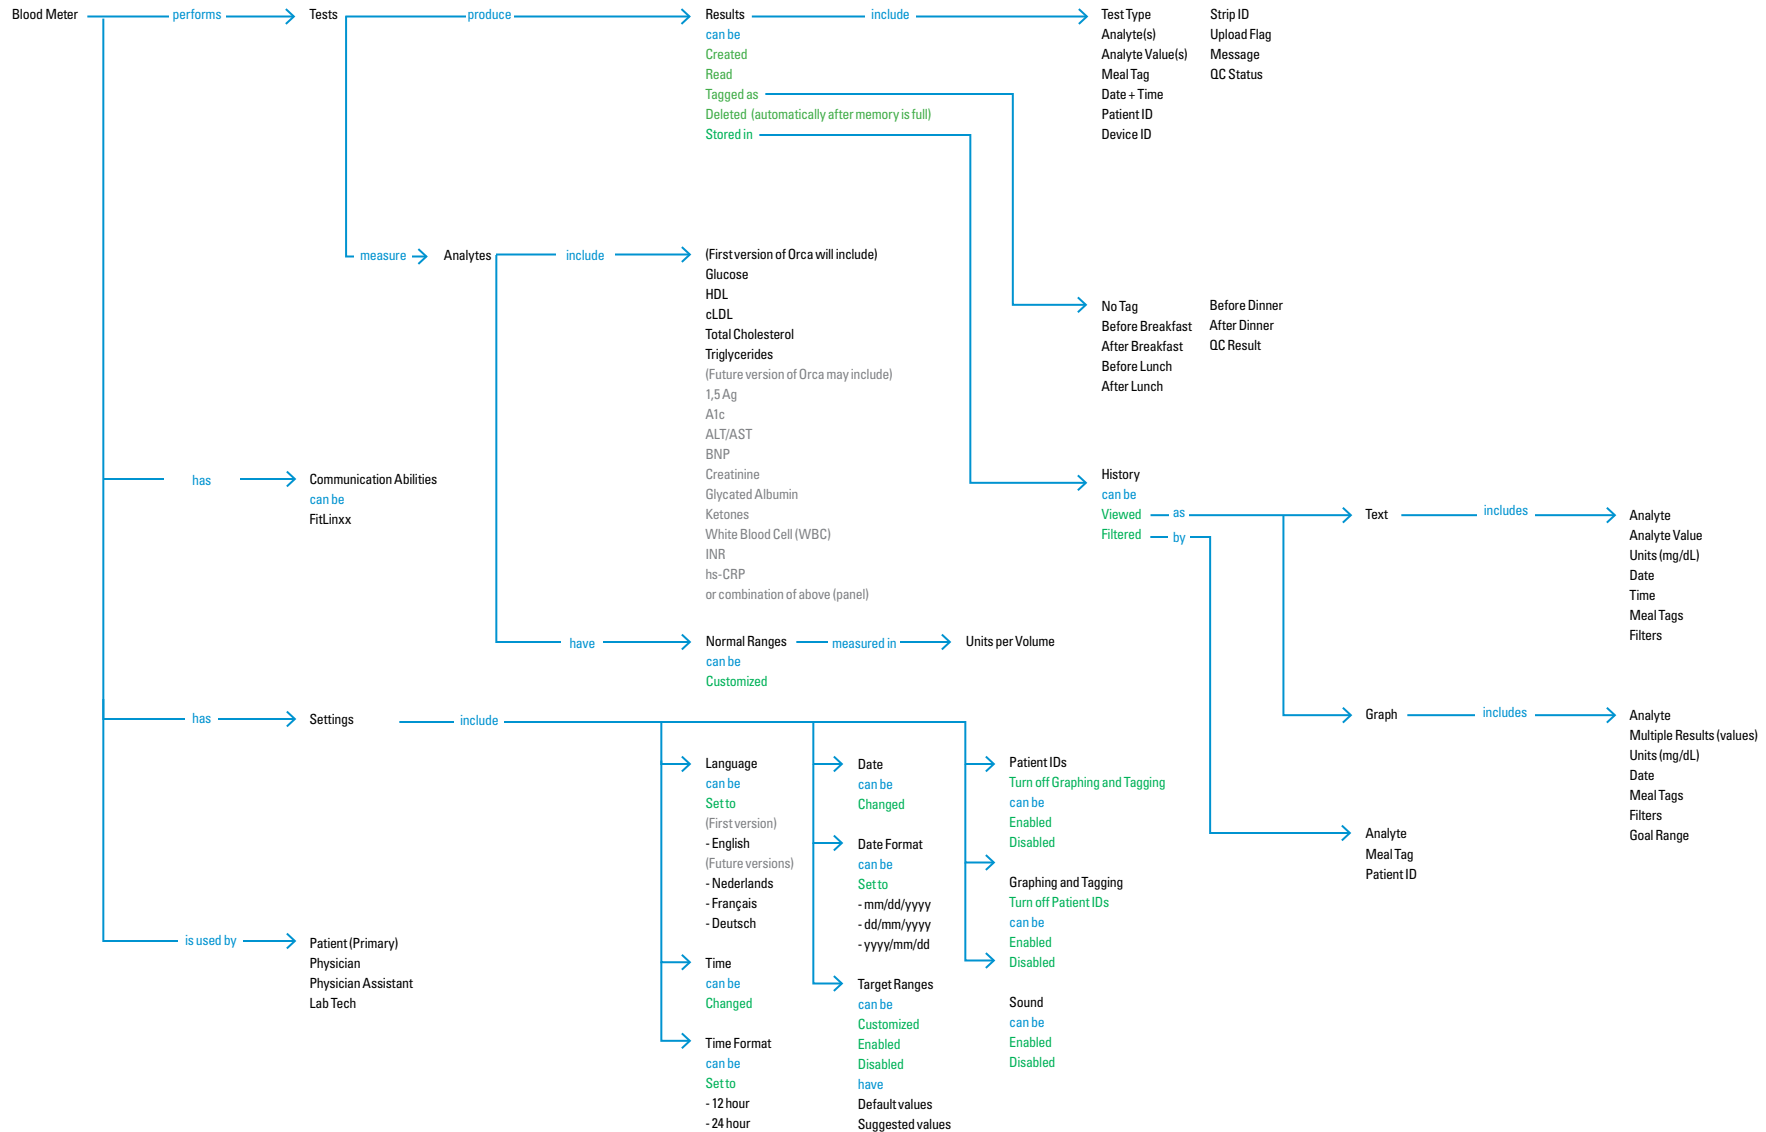 Blood Meter
performs
Tests
produce
Results
can be
Created
Read
Tagged as
Deleted (automatically after memory is full)
Stored in
include
Test Type
Analyte(s)
Analyte Value(s)
Meal Tag
Date + Time
Patient ID
Device ID
Strip ID
Upload Flag
Message
QC Status
measure
Analytes
include
(First version of Orca will include)
Glucose
HDL
cLDL
Total Cholesterol
Triglycerides
(Future version of Orca may include)
1,5 Ag
A1c
ALT/AST
BNP
Creatinine
Glycated Albumin
Ketones
White Blood Cell (WBC)
INR
hs-CRP
or combination of above (panel)
No Tag
Before Breakfast
After Breakfast
Before Lunch
After Lunch
Before Dinner
After Dinner
QC Result
has
Communication Abilities
can be
FitLinxx
History
can be
Viewed
as
Filtered
by
Text
includes
Analyte
Analyte Value
Units (mg/dL)
Date
Time
Meal Tags
Filters
have
Normal Ranges
can be
Customized
measured in
Units per Volume
Graph
includes
Analyte
Multiple Results (values)
Units (mg/dL)
Date
Meal Tags
Filters
Goal Range
Analyte
Meal Tag
Patient ID
has
Settings
include
Language
can be
Set to
(First version)
- English
(Future versions)
- Nederlands
- Français
- Deutsch
Time
can be
Changed
Time Format
can be
Set to
- 12 hour
- 24 hour
Date
can be
Changed
Date Format
can be
Set to
- mm/dd/yyyy
- dd/mm/yyyy
- yyyy/mm/dd
Target Ranges
can be
Customized
Enabled
Disabled
have
Default values
Suggested values
Patient IDs
Turn off Graphing and Tagging
can be
Enabled
Disabled
Graphing and Tagging
Turn off Patient IDs
can be
Enabled
Disabled
Sound
can be
Enabled
Disabled
is used by
Patient (Primary)
Physician
Physician Assistant
Lab Tech